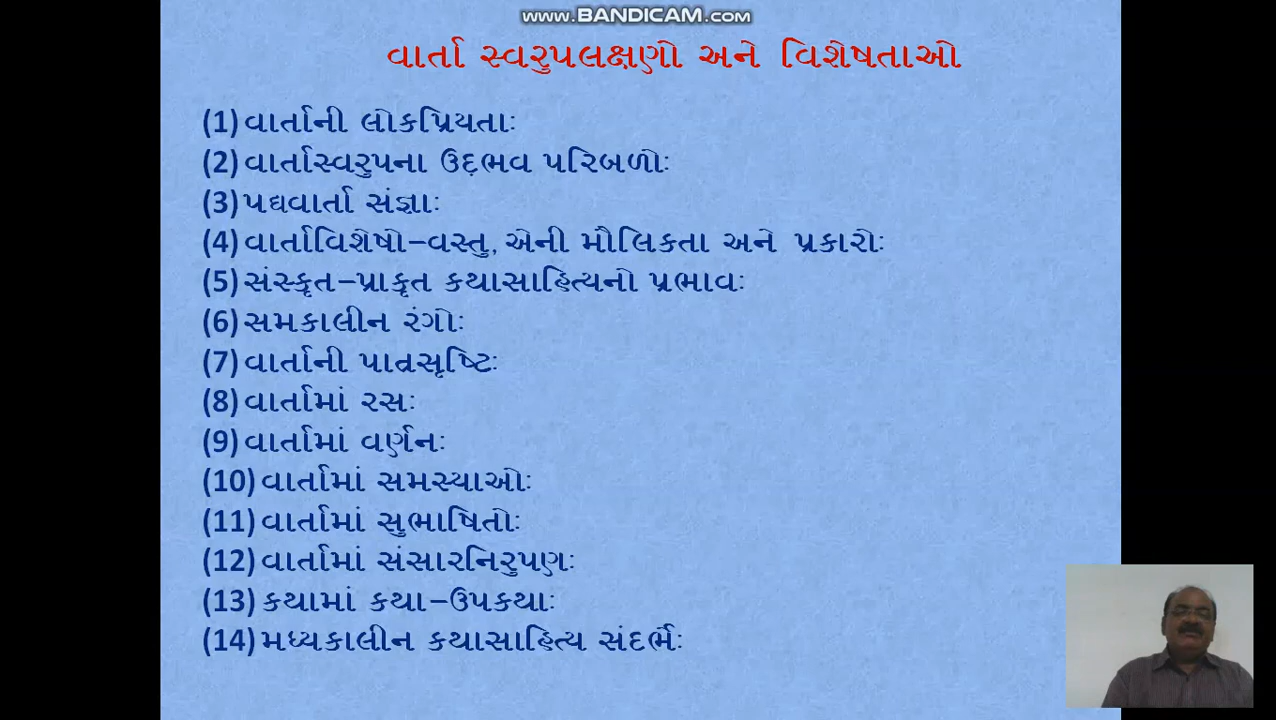 www.BANDICAM.com
વાર્તા સ્વરુપલક્ષણો અને વિશેષતાઓ
(1) વાર્તાની લોકપ્રિયતાઃ
(2) વાર્તાસ્વરુપના ઉદ્ભવ પરિબળોઃ
(3) પદ્યવાર્તા સંજ્ઞાઃ
(4) વાર્તાવિશેષો–વસ્તુ, એની મૌલિકતા અને પ્રકારોઃ
(5) સંસ્કૃત–પ્રાકૃત કથાસાહિત્યનો પ્રભાવઃ
(6) સમકાલીન રંગોઃ
(7) વાર્તાની પાત્રસૃષ્ટિઃ
(8) વાર્તામાં રસઃ
(9) વાર્તામાં વર્ણનઃ
(10) વાર્તામાં સમસ્યાઓઃ
(11) વાર્તામાં સુભાષિતોઃ
(12) વાર્તામાં સંસારનિરુપણઃ
(13) કથામાં કથા–ઉપકથાઃ
(14) મધ્યકાલીન કથાસાહિત્ય સંદર્ભેઃ